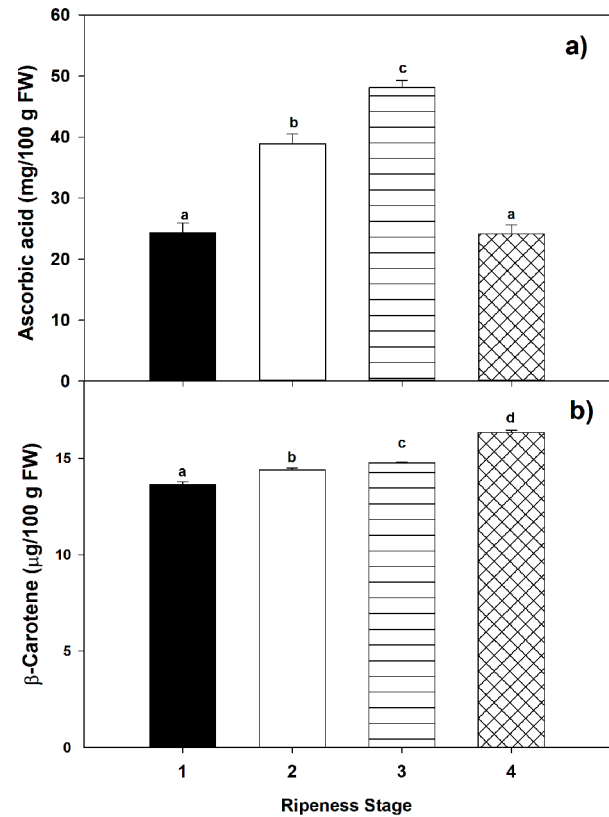 a)
60
50
40
30
20
10
0
Ascorbic acid (mg/100 g FW)
a
b
c
a
b)
15
10
5
0
β-Carotene (µg/100 g FW)
a
b
c
d
1 2 3 4
Ripeness Stage